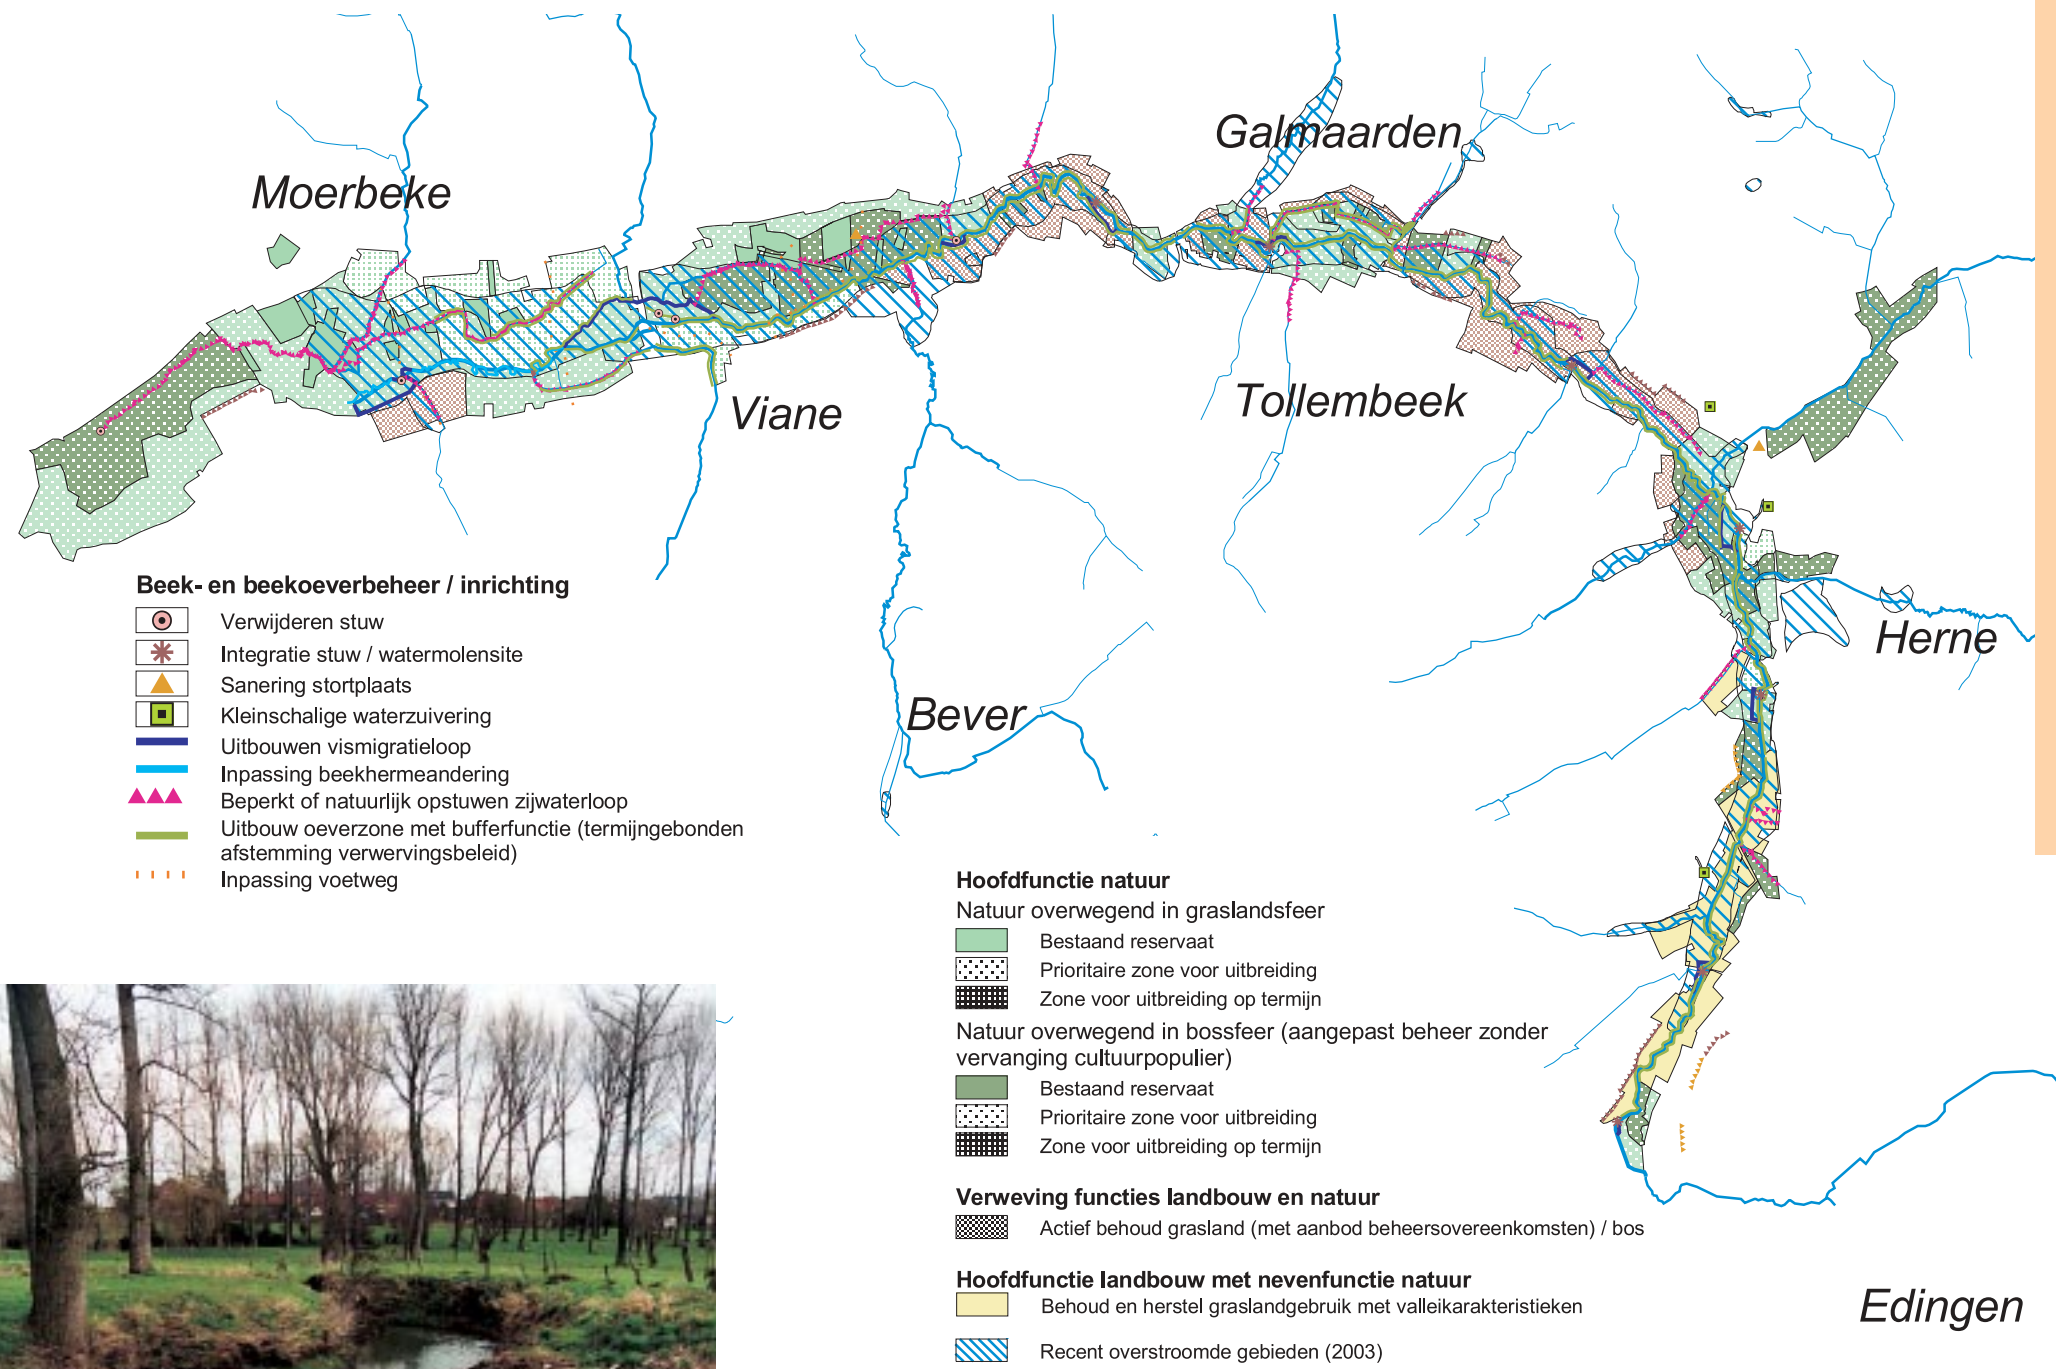 Galmaarden
Moerbeke
Viane
Tollembeek
Herne
Bever
Edingen
Beek- en beekoeverbeheer / inrichting
Verwijderen stuw
Integratie stuw / watermolensite
Sanering stortplaats
Kleinschalige waterzuivering
Uitbouwen vismigratieloop
Inpassing beekhermeandering
Beperkt of natuurlijk opstuwen zijwaterloop
Uitbouw oeverzone met bufferfunctie (termijngebonden
afstemming verwervingsbeleid)
Inpassing voetweg
Hoofdfunctie natuur
Natuur overwegend in graslandsfeer
Bestaand reservaat
Prioritaire zone voor uitbreiding
Zone voor uitbreiding op termijn
Natuur overwegend in bossfeer (aangepast beheer zonder
vervanging cultuurpopulier)
Bestaand reservaat
Prioritaire zone voor uitbreiding
Zone voor uitbreiding op termijn
Verweving functies landbouw en natuur
Actief behoud grasland (met aanbod beheersovereenkomsten) / bos
Hoofdfunctie landbouw met nevenfunctie natuur
Behoud en herstel graslandgebruik met valleikarakteristieken
Recent overstroomde gebieden (2003)